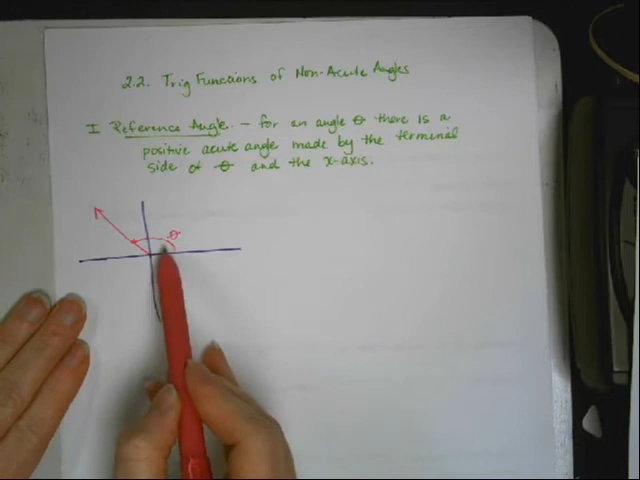 2.2. Trig Functions of Non-Acute Angles
I Reference Angle - for an angle θ there is a
positive acute angle made by the terminal
side of θ and the x-axis.
θ